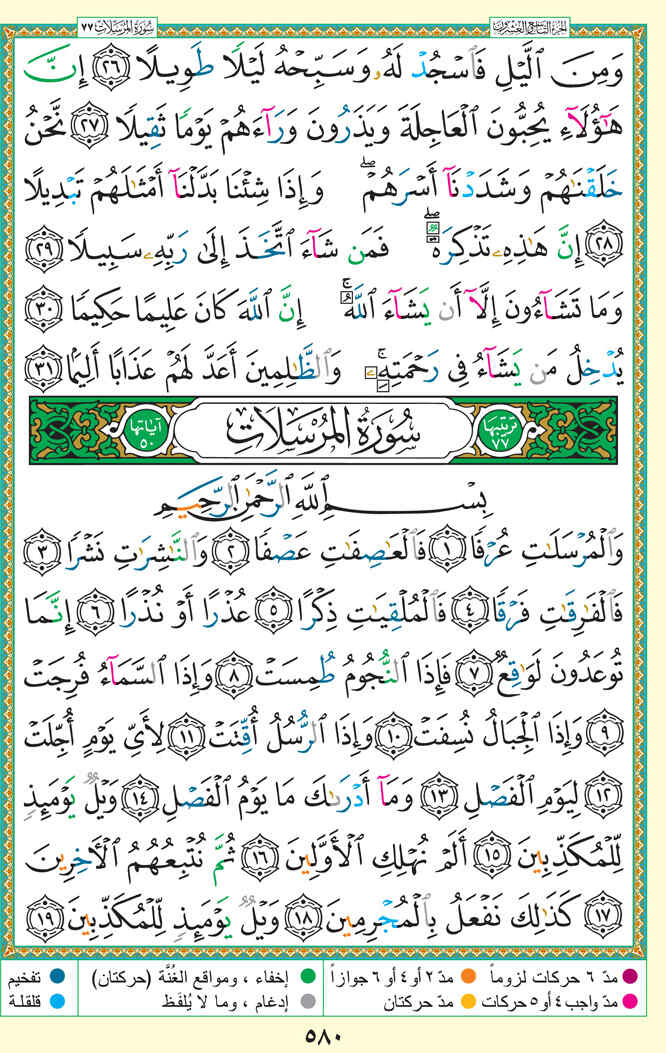 الجزء التاسع والعشرون
سورة المرسلات ٧٧
وَمِنَ ٱلَّيْلِ فَٱسْجُدْ لَهُۥ وَسَبِّحْهُ لَيْلًا طَوِيلًا ٢٦ إِنَّ
هَٰٓؤُلَآءِ يُحِبُّونَ ٱلْعَاجِلَةَ وَيَذَرُونَ وَرَآءَهُمْ يَوْمًا ثَقِيلًا ٢٧ نَّحْنُ
خَلَقْنَٰهُمْ وَشَدَدْنَآ أَسْرَهُمْ ۖ وَإِذَا شِئْنَا بَدَّلْنَآ أَمْثَٰلَهُمْ تَبْدِيلًا
٢٨ إِنَّ هَٰذِهِۦ تَذْكِرَةٌ ۖ فَمَن شَآءَ ٱتَّخَذَ إِلَىٰ رَبِّهِۦ سَبِيلًا ٢٩
وَمَا تَشَآءُونَ إِلَّآ أَن يَشَآءَ ٱللَّهُ ۚ إِنَّ ٱللَّهَ كَانَ عَلِيمًا حَكِيمًا ٣٠
يُدْخِلُ مَن يَشَآءُ فِى رَحْمَتِهِۦ ۚ وَٱلظَّٰلِمِينَ أَعَدَّ لَهُمْ عَذَابًا أَلِيمًۢا ٣١
ترتيبها ٧٧
سُورَةُ الْمُرْسَلَاتِ
آياتها ٥٠
بِسْمِ ٱللَّهِ ٱلرَّحْمَٰنِ ٱلرَّحِيمِ
وَٱلْمُرْسَلَٰتِ عُرْفًا ١ فَٱلْعَٰصِفَٰتِ عَصْفًا ٢ وَٱلنَّٰشِرَٰتِ نَشْرًا ٣
فَٱلْفَٰرِقَٰتِ فَرْقًا ٤ فَٱلْمُلْقِيَٰتِ ذِكْرًا ٥ عُذْرًا أَوْ نُذْرًا ٦ إِنَّمَا
تُوعَدُونَ لَوَٰقِعٌ ٧ فَإِذَا ٱلنُّجُومُ طُمِسَتْ ٨ وَإِذَا ٱلسَّمَآءُ فُرِجَتْ
٩ وَإِذَا ٱلْجِبَالُ نُسِفَتْ ١٠ وَإِذَا ٱلرُّسُلُ أُقِّتَتْ ١١ لِأَىِّ يَوْمٍ أُجِّلَتْ
١٢ لِيَوْمِ ٱلْفَصْلِ ١٣ وَمَآ أَدْرَىٰكَ مَا يَوْمُ ٱلْفَصْلِ ١٤ وَيْلٌ يَوْمَئِذٍ
لِّلْمُكَذِّبِينَ ١٥ أَلَمْ نُهْلِكِ ٱلْأَوَّلِينَ ١٦ ثُمَّ نُتْبِعُهُمُ ٱلْءَاخِرِينَ
١٧ كَذَٰلِكَ نَفْعَلُ بِٱلْمُجْرِمِينَ ١٨ وَيْلٌ يَوْمَئِذٍ لِّلْمُكَذِّبِينَ ١٩
مدّ ٦ حركات لزوماً مدّ ٢ أو ٤ أو ٦ جوازاً إخفاء ، ومواقع الغُنَّة (حركتان) تفخيم
مدّ واجب ٤ أو ٥ حركات مدّ حركتان إدغام ، وما لا يُلفَظ قلقلة
٥٨٠